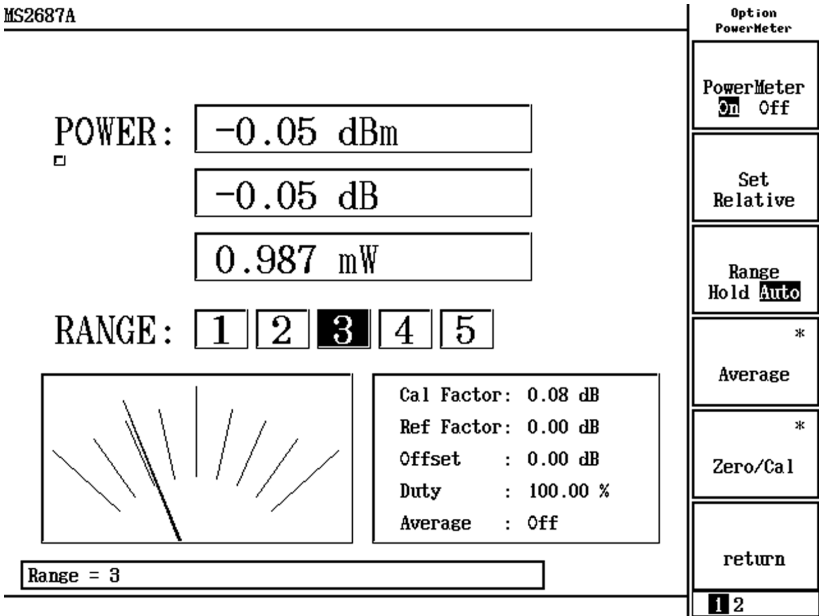 MS2687A
POWER: -0.05 dBm
-0.05 dB
0.987 mW
RANGE: 1 2 3 4 5
Cal Factor: 0.08 dB
Ref Factor: 0.00 dB
Offset : 0.00 dB
Duty : 100.00 %
Average : Off
Range = 3
Option
PowerMeter
PowerMeter
On Off
Set
Relative
Range
Hold Auto
*
Average
*
Zero/Cal
return
1 2